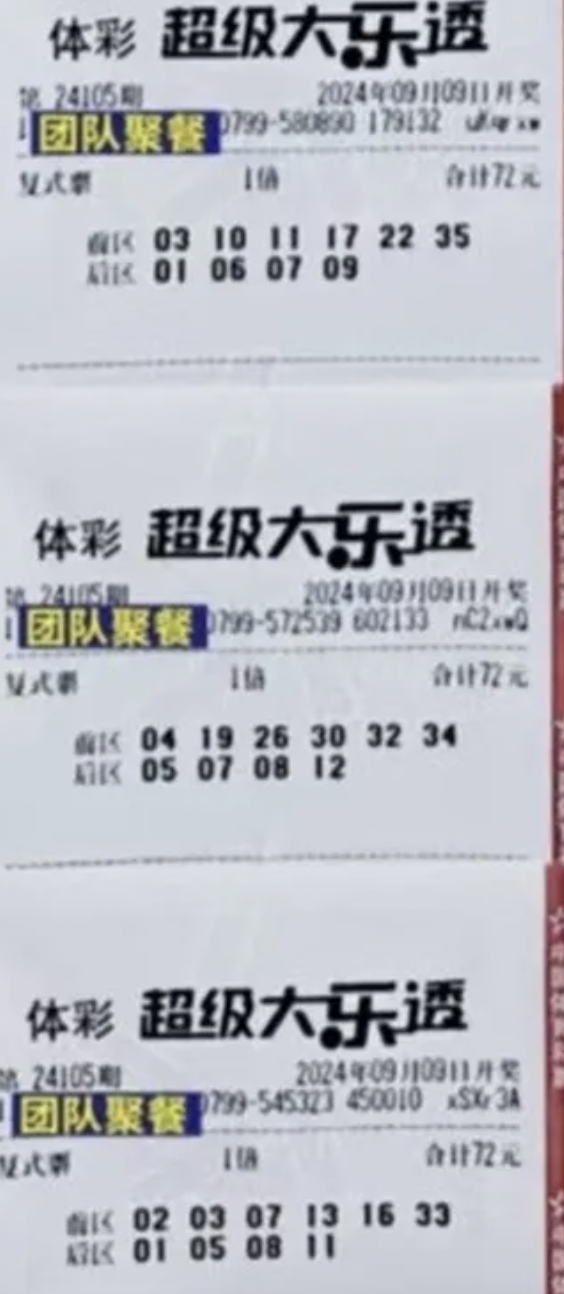 体彩 超级大乐透
第 24105期 2024年09月09日开奖
团队聚餐 0799-580890 179132
复式票 1倍 合计72元
前区 03 10 11 17 22 35
后区 01 06 07 09
体彩 超级大乐透
第 24105期 2024年09月09日开奖
团队聚餐 0799-572539 602133 nC2xwQ
复式票 1倍 合计72元
前区 04 19 26 30 32 34
后区 05 07 08 12
体彩 超级大乐透
第 24105期 2024年09月09日开奖
团队聚餐 0799-545323 450010 xSXr3A
复式票 1倍 合计72元
前区 02 03 07 13 16 33
后区 01 05 08 11